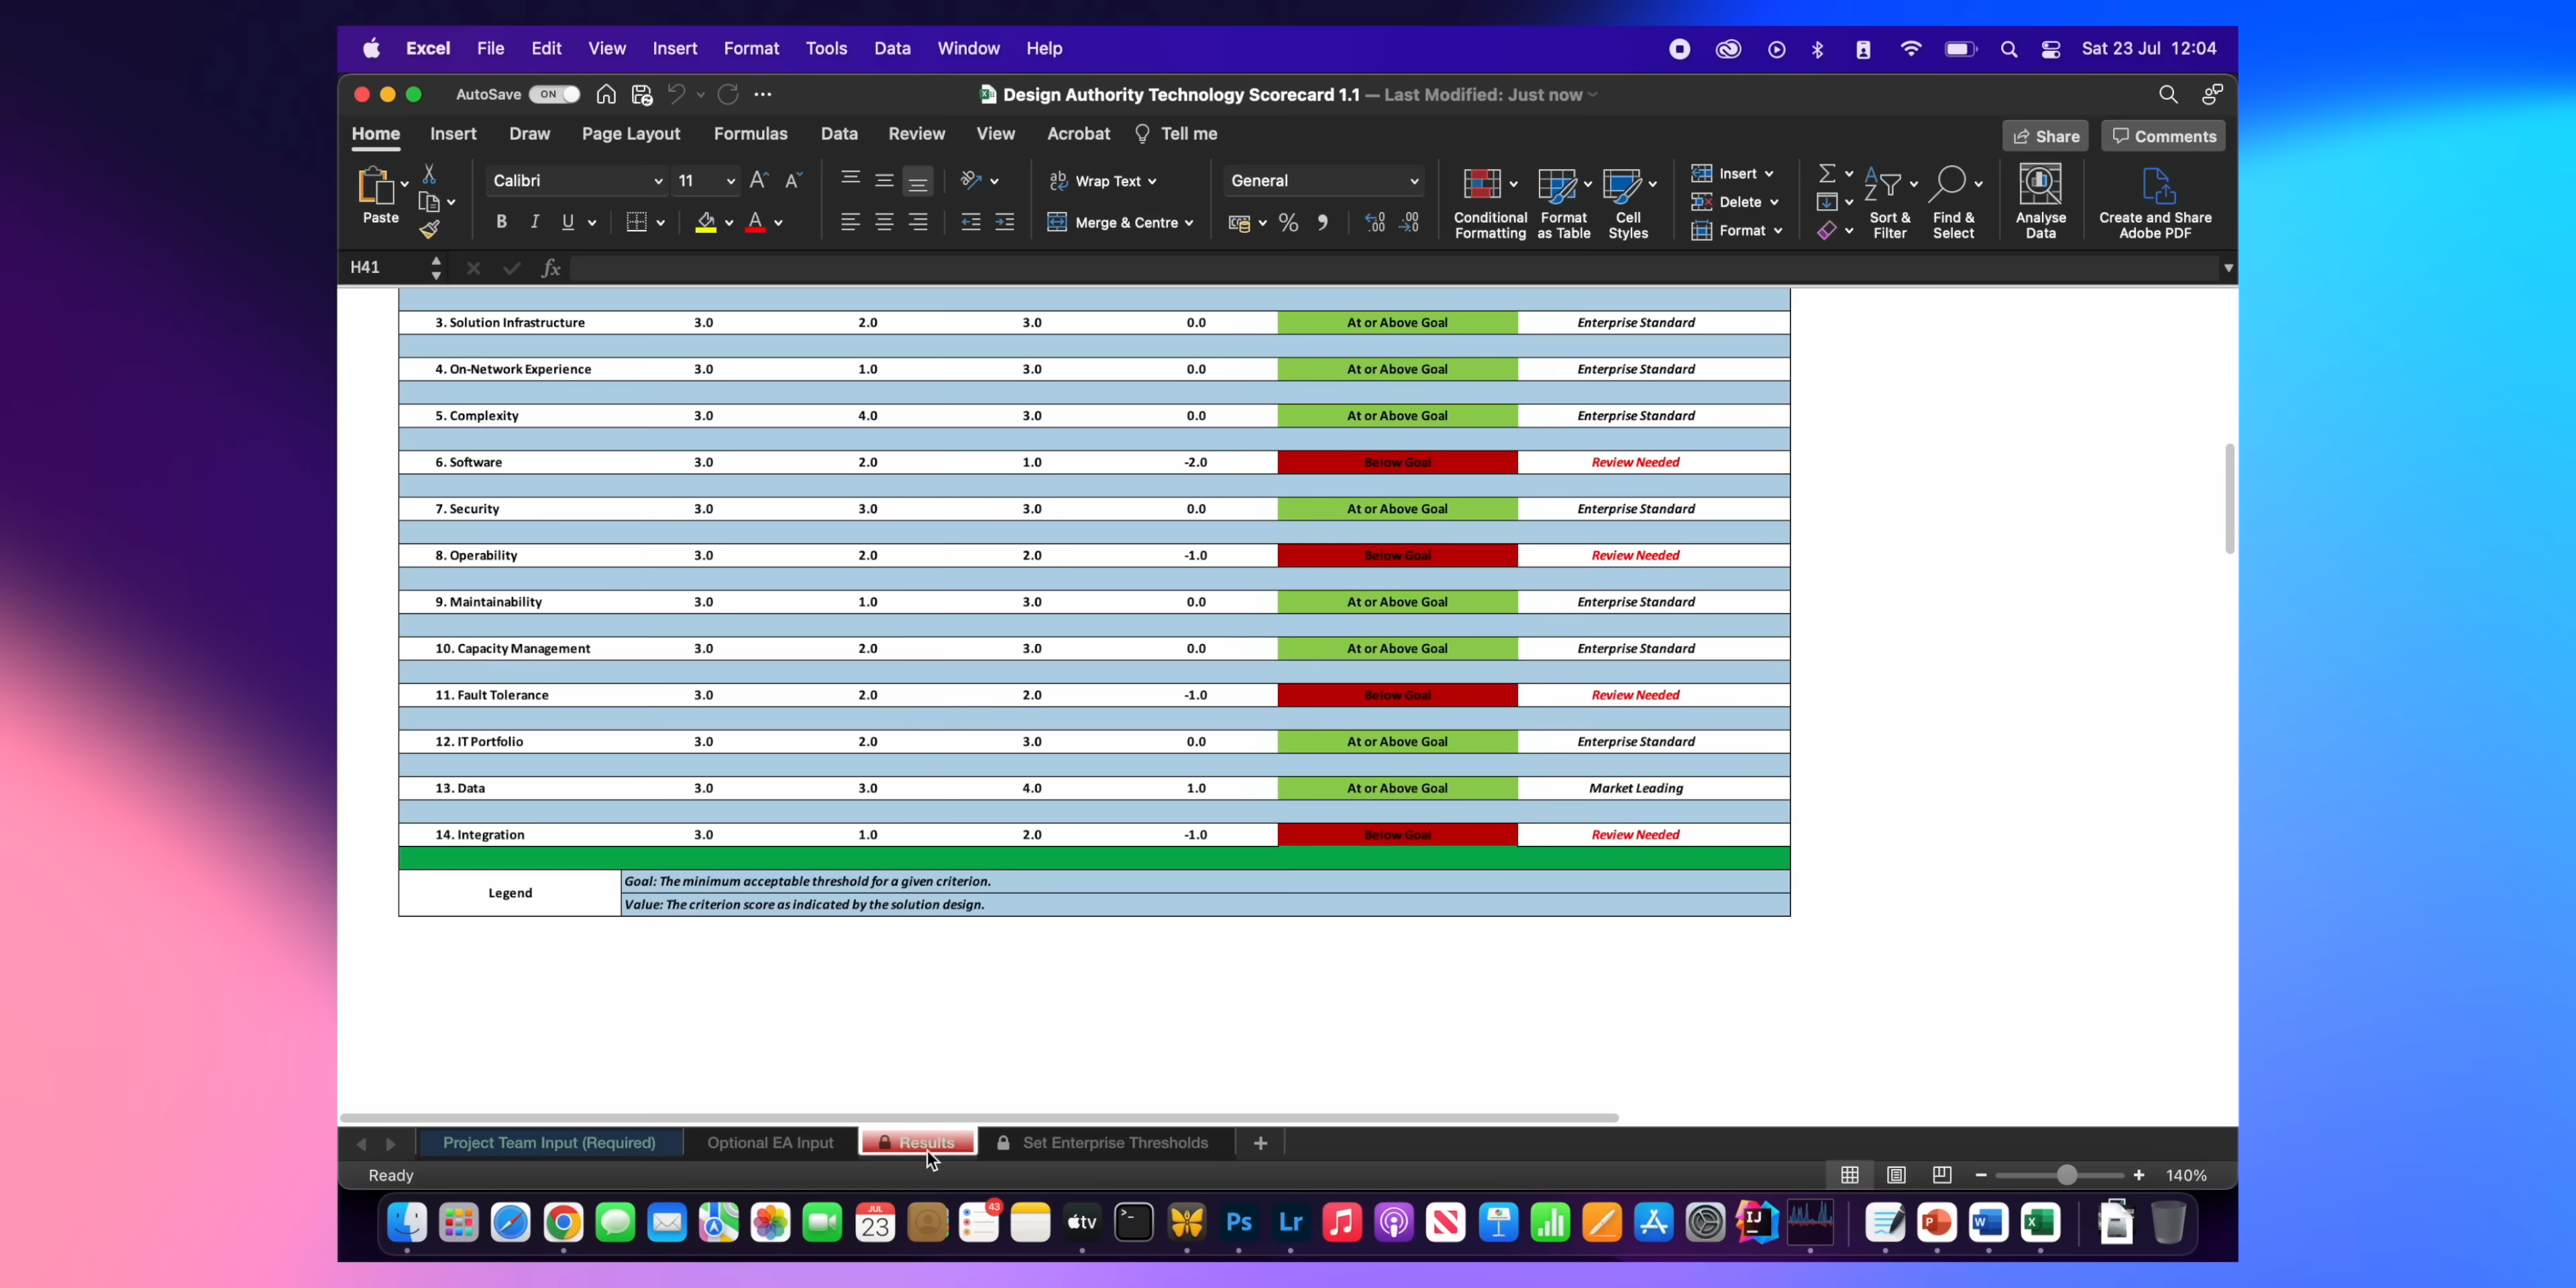 Excel File Edit View Insert Format Tools Data Window Help Sat 23 Jul 12:04
AutoSave ON Design Authority Technology Scorecard 1.1 — Last Modified: Just now
Home Insert Draw Page Layout Formulas Data Review View Acrobat Tell me Share Comments
Paste Calibri 11 Wrap Text General Conditional Formatting Format as Table Cell Styles Insert Sort & Filter Find & Select Analyse Data Create and Share Adobe PDF
Delete
B I U A Merge & Centre % Format
H41 fx
3. Solution Infrastructure 3.0 2.0 3.0 0.0 At or Above Goal Enterprise Standard
4. On-Network Experience 3.0 1.0 3.0 0.0 At or Above Goal Enterprise Standard
5. Complexity 3.0 4.0 3.0 0.0 At or Above Goal Enterprise Standard
6. Software 3.0 2.0 1.0 -2.0 Below Goal Review Needed
7. Security 3.0 3.0 3.0 0.0 At or Above Goal Enterprise Standard
8. Operability 3.0 2.0 2.0 -1.0 Below Goal Review Needed
9. Maintainability 3.0 1.0 3.0 0.0 At or Above Goal Enterprise Standard
10. Capacity Management 3.0 2.0 3.0 0.0 At or Above Goal Enterprise Standard
11. Fault Tolerance 3.0 2.0 2.0 -1.0 Below Goal Review Needed
12. IT Portfolio 3.0 2.0 3.0 0.0 At or Above Goal Enterprise Standard
13. Data 3.0 3.0 4.0 1.0 At or Above Goal Market Leading
14. Integration 3.0 1.0 2.0 -1.0 Below Goal Review Needed
Legend
Goal: The minimum acceptable threshold for a given criterion.
Value: The criterion score as indicated by the solution design.
Project Team Input (Required) Optional EA Input Results Set Enterprise Thresholds +
Ready 140%
JUL 23 43 tv Ps Lr IJ P W X